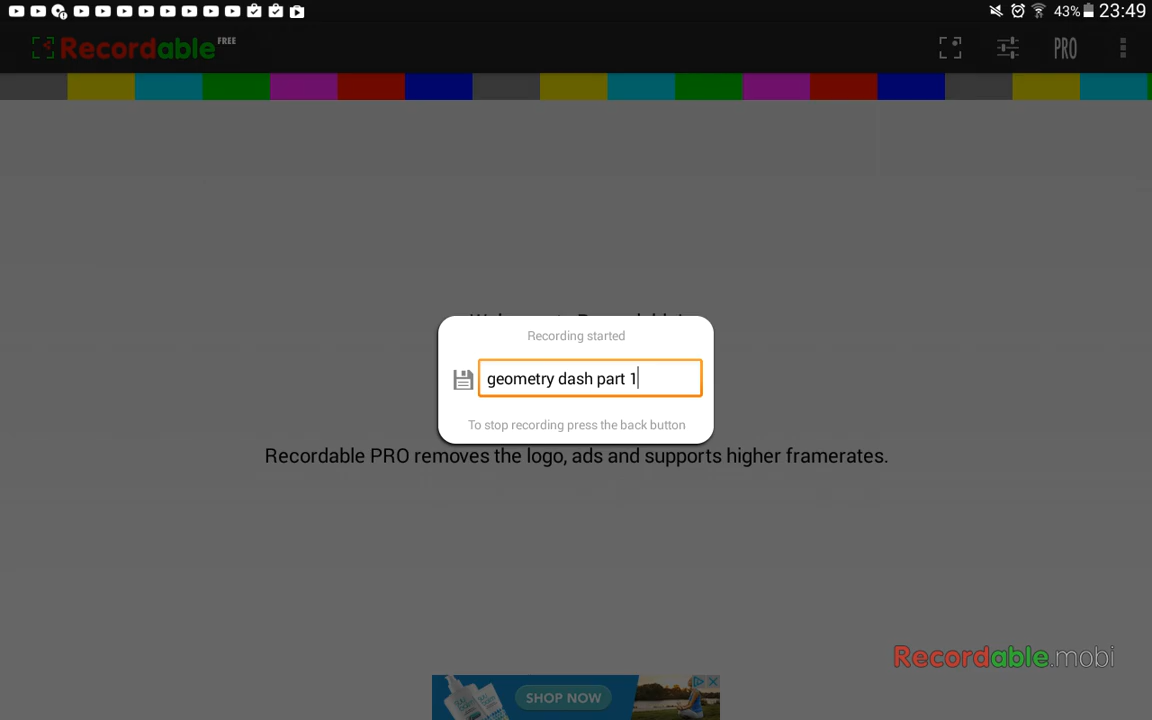 43% 23:49
Recordable FREE
PRO
Recording started
geometry dash part 1
To stop recording press the back button
Recordable PRO removes the logo, ads and supports higher framerates.
Recordable.mobi
SHOP NOW